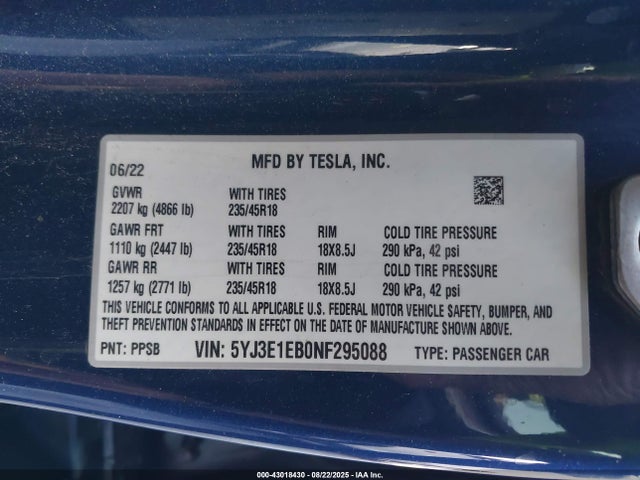 06/22 MFD BY TESLA, INC.
GVWR WITH TIRES
2207 kg (4866 lb) 235/45R18
GAWR FRT WITH TIRES RIM COLD TIRE PRESSURE
1110 kg (2447 lb) 235/45R18 18X8.5J 290 kPa, 42 psi
GAWR RR WITH TIRES RIM COLD TIRE PRESSURE
1257 kg (2771 lb) 235/45R18 18X8.5J 290 kPa, 42 psi
THIS VEHICLE CONFORMS TO ALL APPLICABLE U.S. FEDERAL MOTOR VEHICLE SAFETY, BUMPER, AND
THEFT PREVENTION STANDARDS IN EFFECT ON THE DATE OF MANUFACTURE SHOWN ABOVE.
PNT: PPSB VIN: 5YJ3E1EB0NF295088 TYPE: PASSENGER CAR
000-43018430 - 08/22/2025 - IAA Inc.